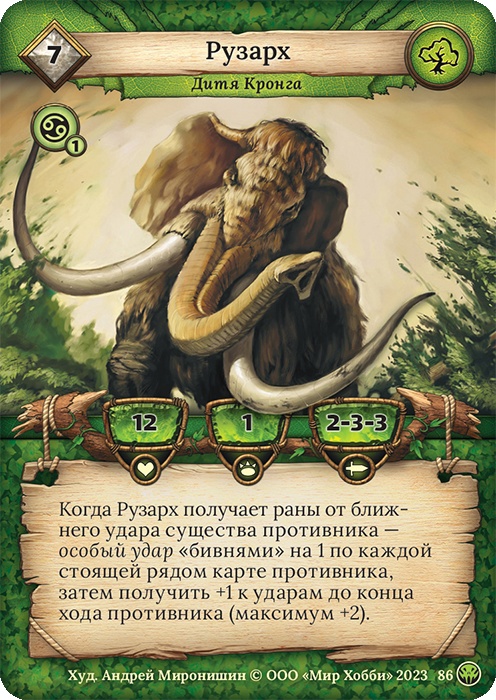 7
Рузарх
Дитя Кронга
1
12
1
2-3-3
Когда Рузарх получает раны от ближ-
него удара существа противника —
особый удар «бивнями» на 1 по каждой
стоящей рядом карте противника,
затем получить +1 к ударам до конца
хода противника (максимум +2).
Худ. Андрей Миронишин © ООО «Мир Хобби» 2023 86